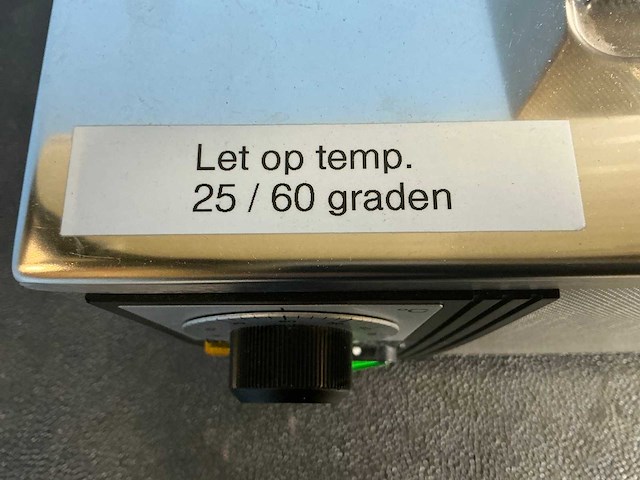 Let op temp.
25 / 60 graden